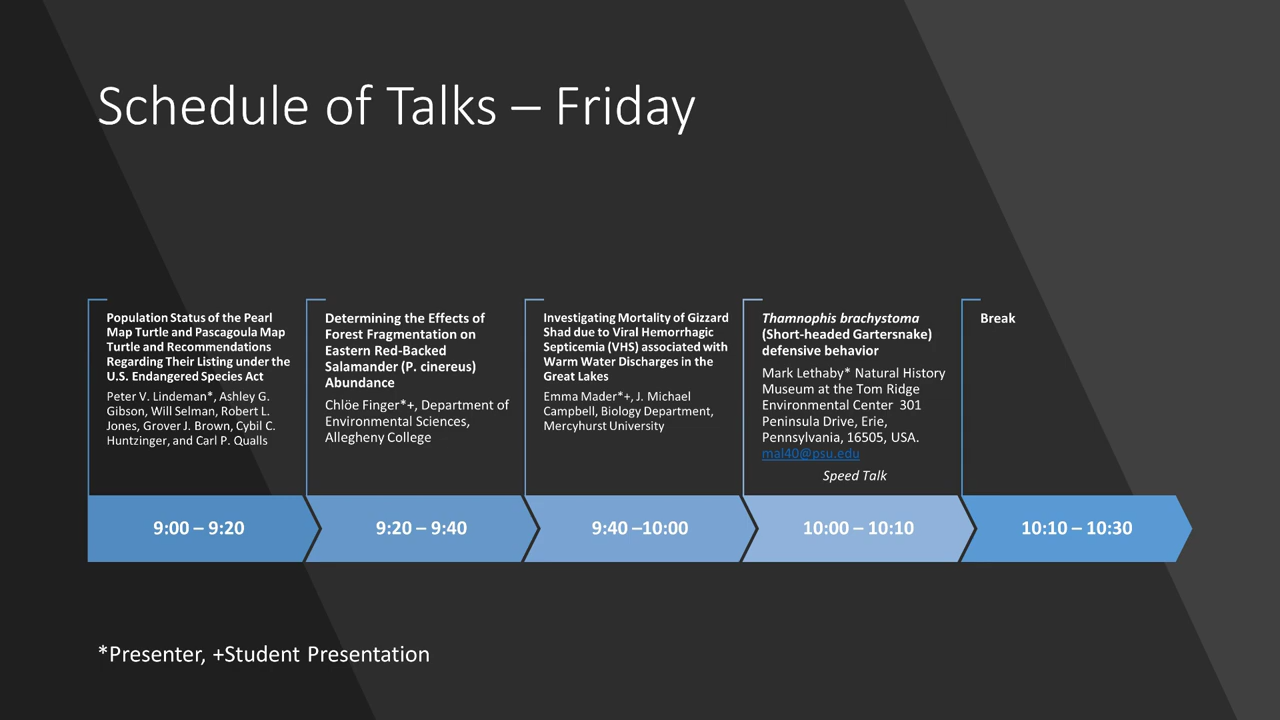 Schedule of Talks – Friday
Population Status of the Pearl
Map Turtle and Pascagoula Map
Turtle and Recommendations
Regarding Their Listing under the
U.S. Endangered Species Act
Peter V. Lindeman*, Ashley G.
Gibson, Will Selman, Robert L.
Jones, Grover J. Brown, Cybil C.
Huntzinger, and Carl P. Qualls
9:00 – 9:20
Determining the Effects of
Forest Fragmentation on
Eastern Red-Backed
Salamander (P. cinereus)
Abundance
Chlöe Finger*+, Department of
Environmental Sciences,
Allegheny College
9:20 – 9:40
Investigating Mortality of Gizzard
Shad due to Viral Hemorrhagic
Septicemia (VHS) associated with
Warm Water Discharges in the
Great Lakes
Emma Mader*+, J. Michael
Campbell, Biology Department,
Mercyhurst University
9:40 –10:00
Thamnophis brachystoma
(Short-headed Gartersnake)
defensive behavior
Mark Lethaby* Natural History
Museum at the Tom Ridge
Environmental Center  301
Peninsula Drive, Erie,
Pennsylvania, 16505, USA.
mal40@psu.edu
Speed Talk
10:00 – 10:10
Break
10:10 – 10:30
*Presenter, +Student Presentation